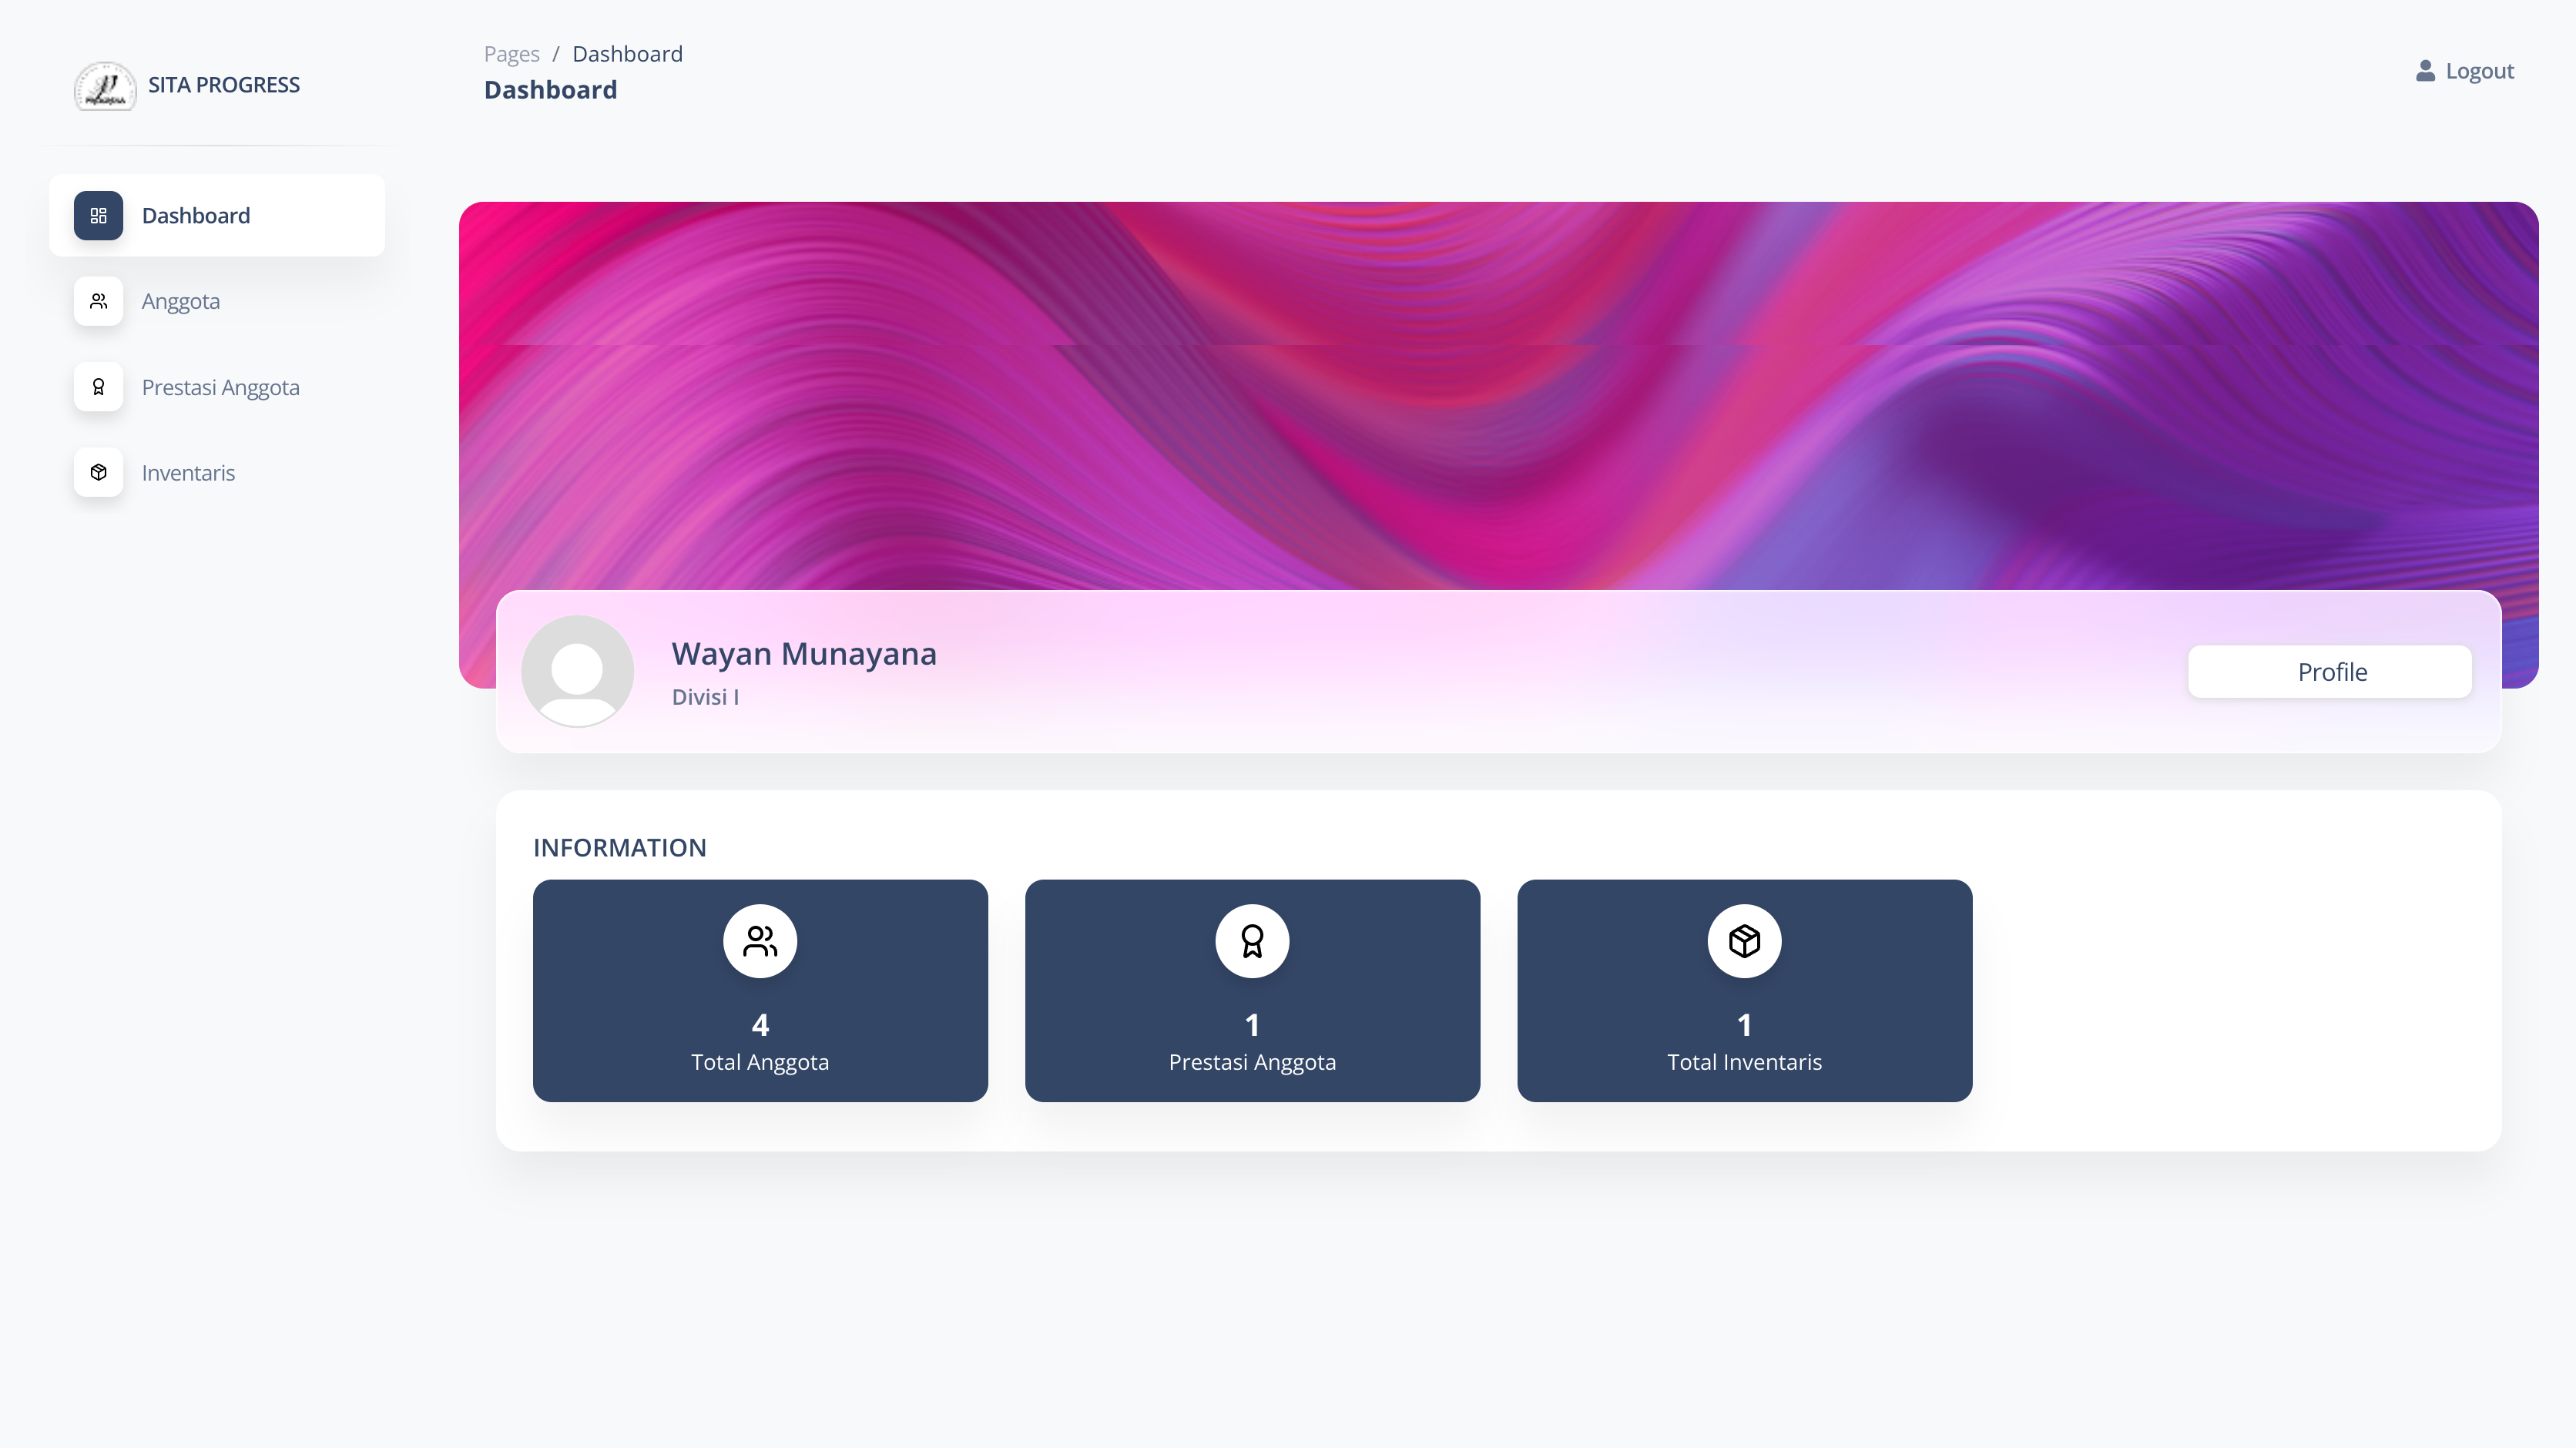 SITA PROGRESS
Pages / Dashboard
Dashboard
Logout
Dashboard
Anggota
Prestasi Anggota
Inventaris
Wayan Munayana
Divisi I
Profile
INFORMATION
4
Total Anggota
1
Prestasi Anggota
1
Total Inventaris